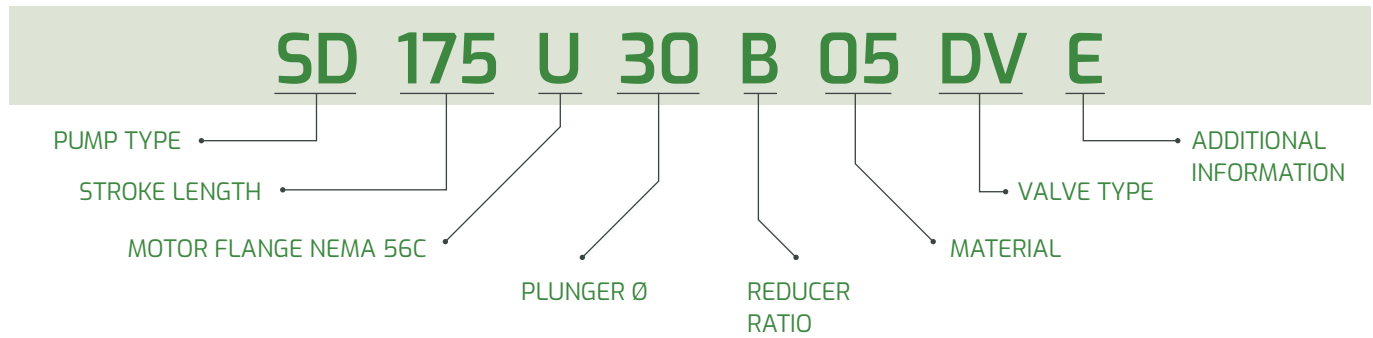 SD 175 U 30 B 05 DV E
PUMP TYPE
ADDITIONAL
INFORMATION
STROKE LENGTH
VALVE TYPE
MOTOR FLANGE NEMA 56C
MATERIAL
PLUNGER Ø
REDUCER
RATIO